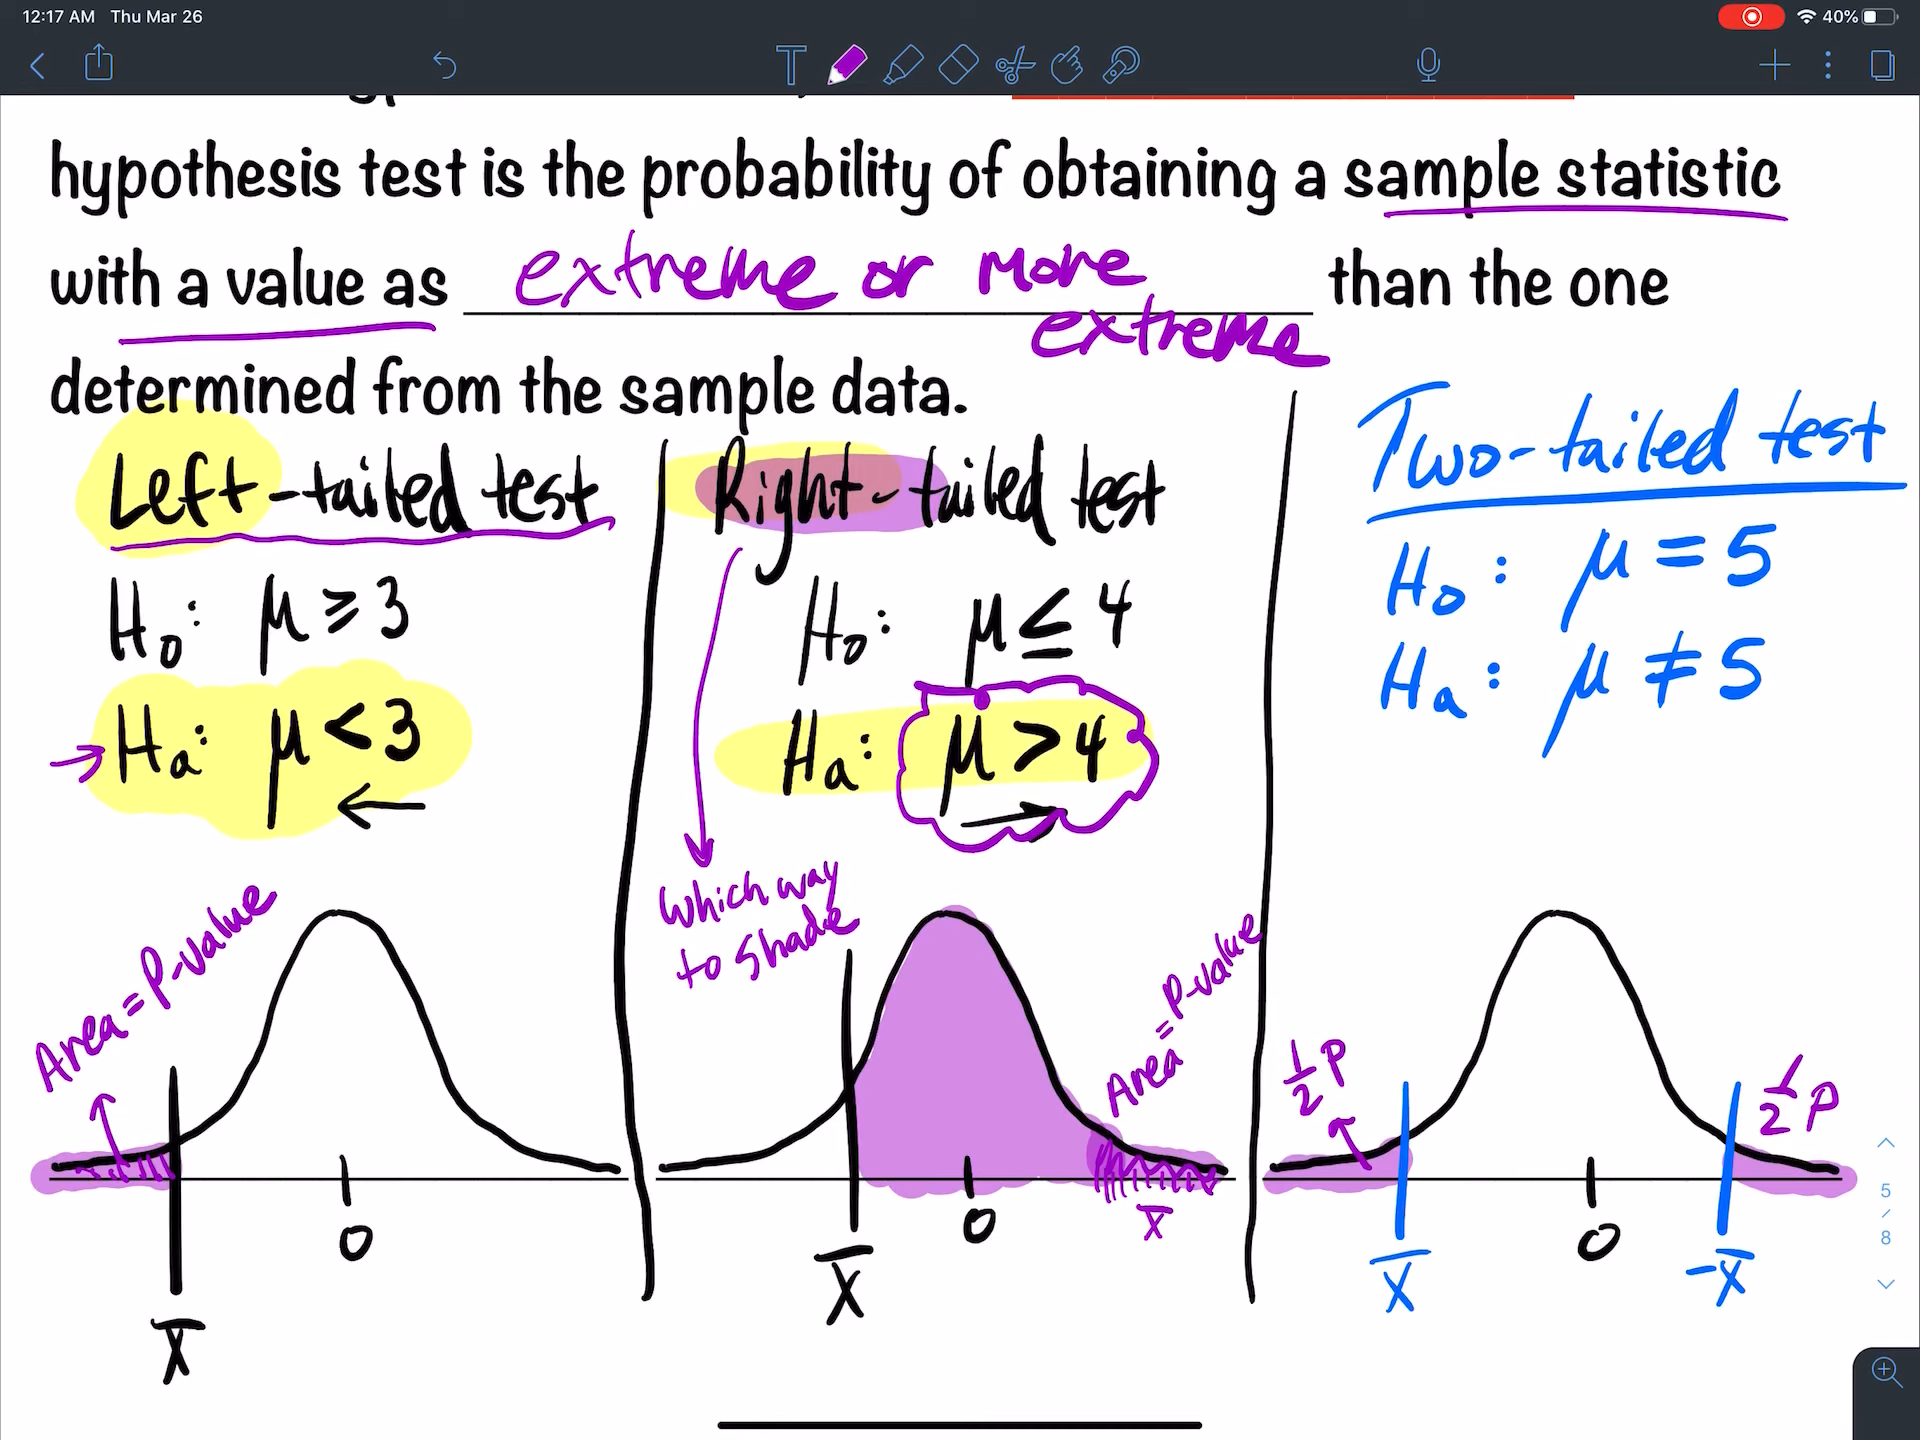 12:17 AM Thu Mar 26
40%
hypothesis test is the probability of obtaining a sample statistic
with a value as extreme or more than the one
extreme
determined from the sample data.
Left-tailed test
H₀: μ ≥ 3
Hₐ: μ < 3
Area = P-value
0
x̄
Right-tailed test
H₀: μ ≤ 4
Hₐ: μ > 4
Which way
to shade
Area = P-value
0
x̄
x̄
Two-tailed test
H₀: μ = 5
Hₐ: μ ≠ 5
½ P
½ P
0
x̄
-x̄
5
/
8